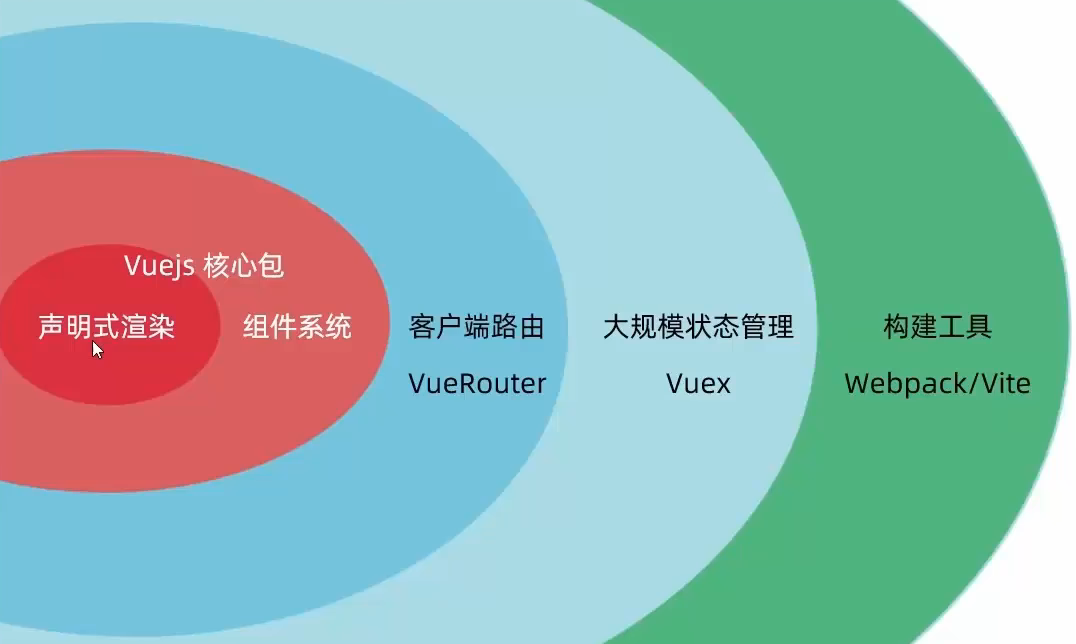 Vuejs 核心包
声明式渲染
组件系统
客户端路由
VueRouter
大规模状态管理
Vuex
构建工具
Webpack/Vite